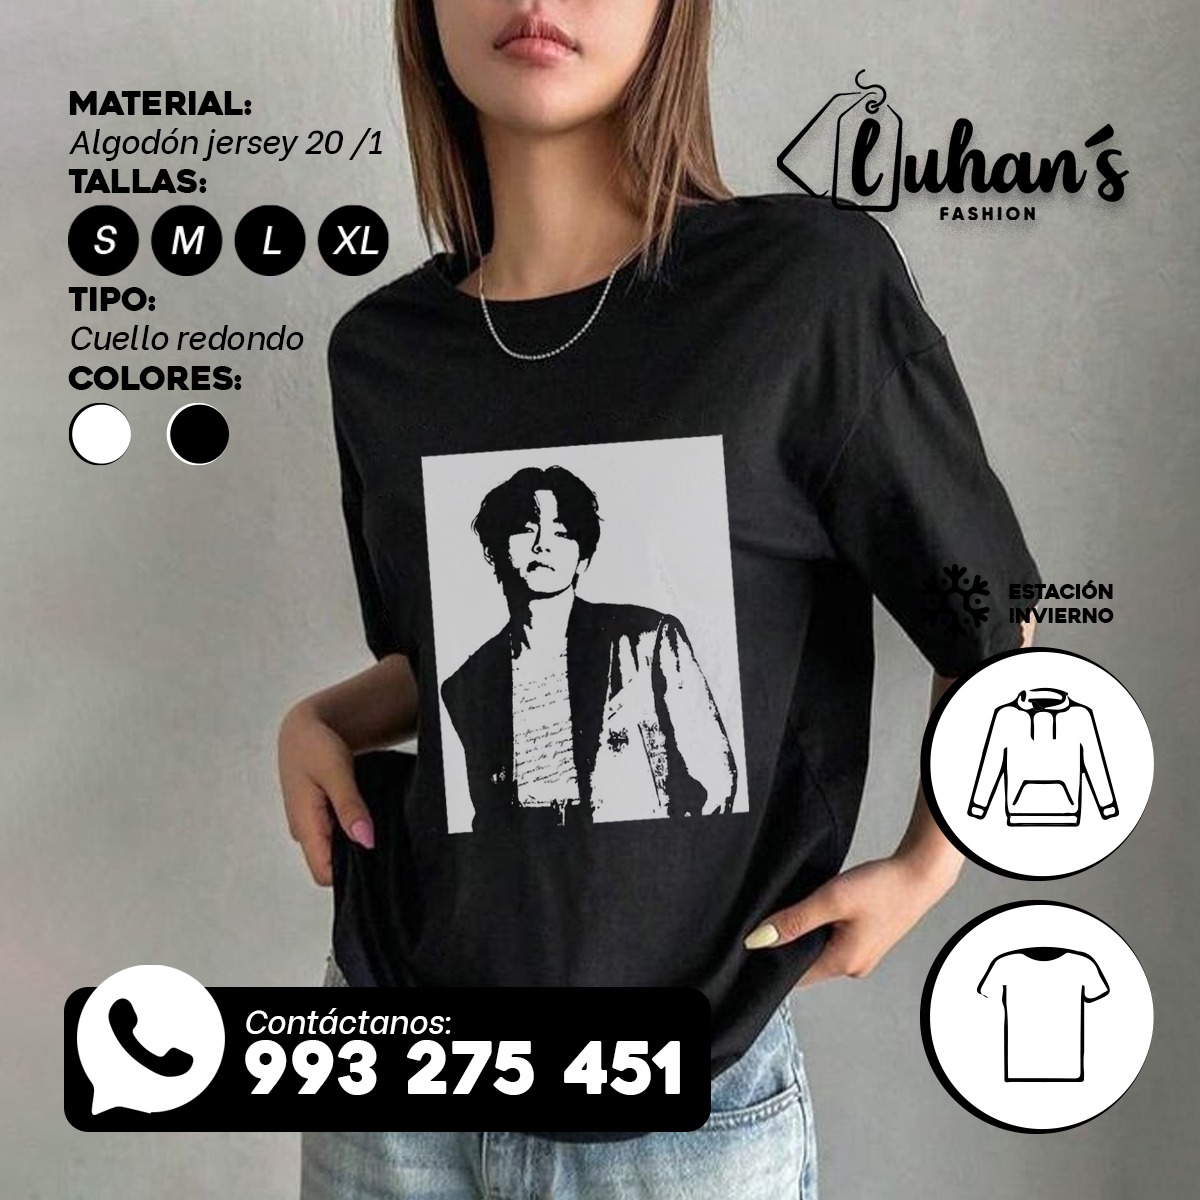 MATERIAL:
Algodón jersey 20 /1
TALLAS:
S M L XL
TIPO:
Cuello redondo
COLORES:
Luhan´s
FASHION
ESTACIÓN
INVIERNO
Contáctanos:
993 275 451